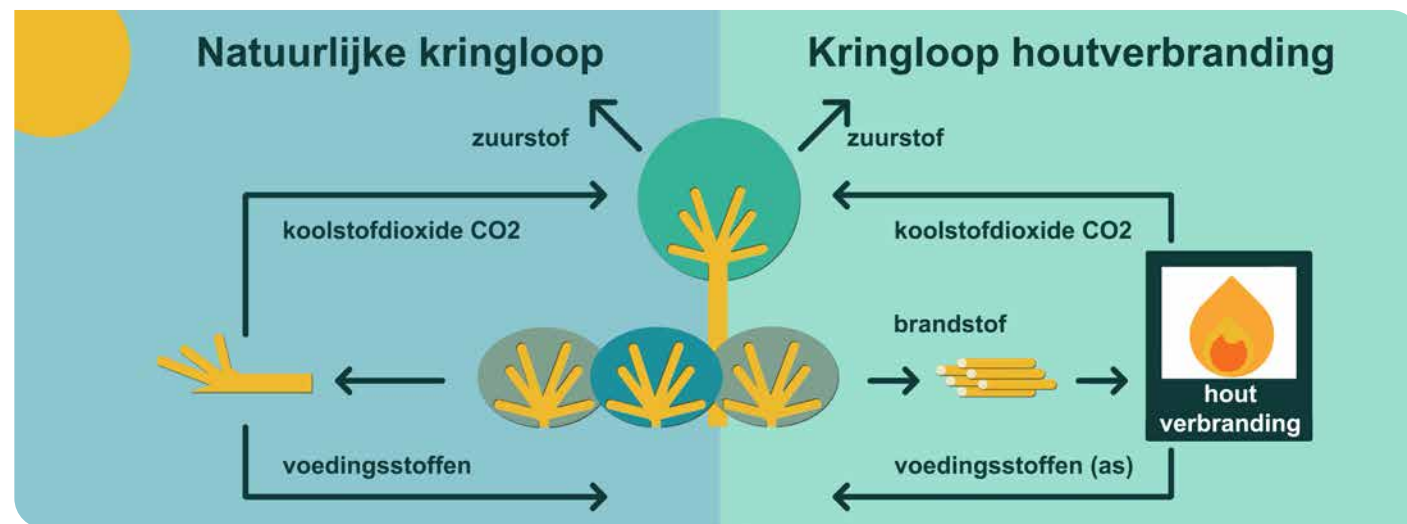 Natuurlijke kringloop
Kringloop houtverbranding
zuurstof
zuurstof
koolstofdioxide CO2
koolstofdioxide CO2
brandstof
hout
verbranding
voedingsstoffen
voedingsstoffen (as)